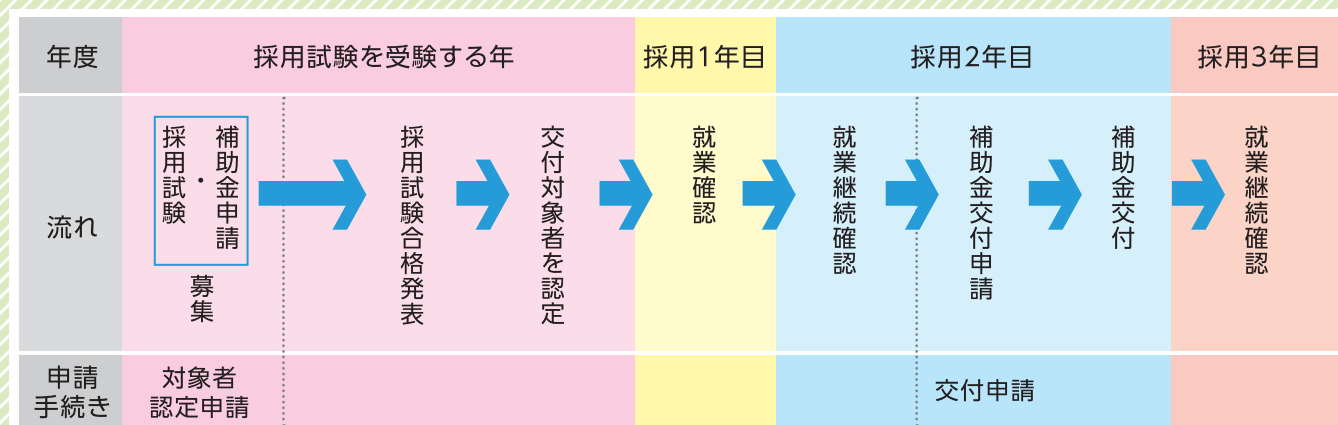 年度
採用試験を受験する年
採用1年目
採用2年目
採用3年目
流れ
補助金申請
・
採用試験
募集
採用試験合格発表
交付対象者を認定
就業確認
就業継続確認
補助金交付申請
補助金交付
就業継続確認
申請
手続き
対象者
認定申請
交付申請